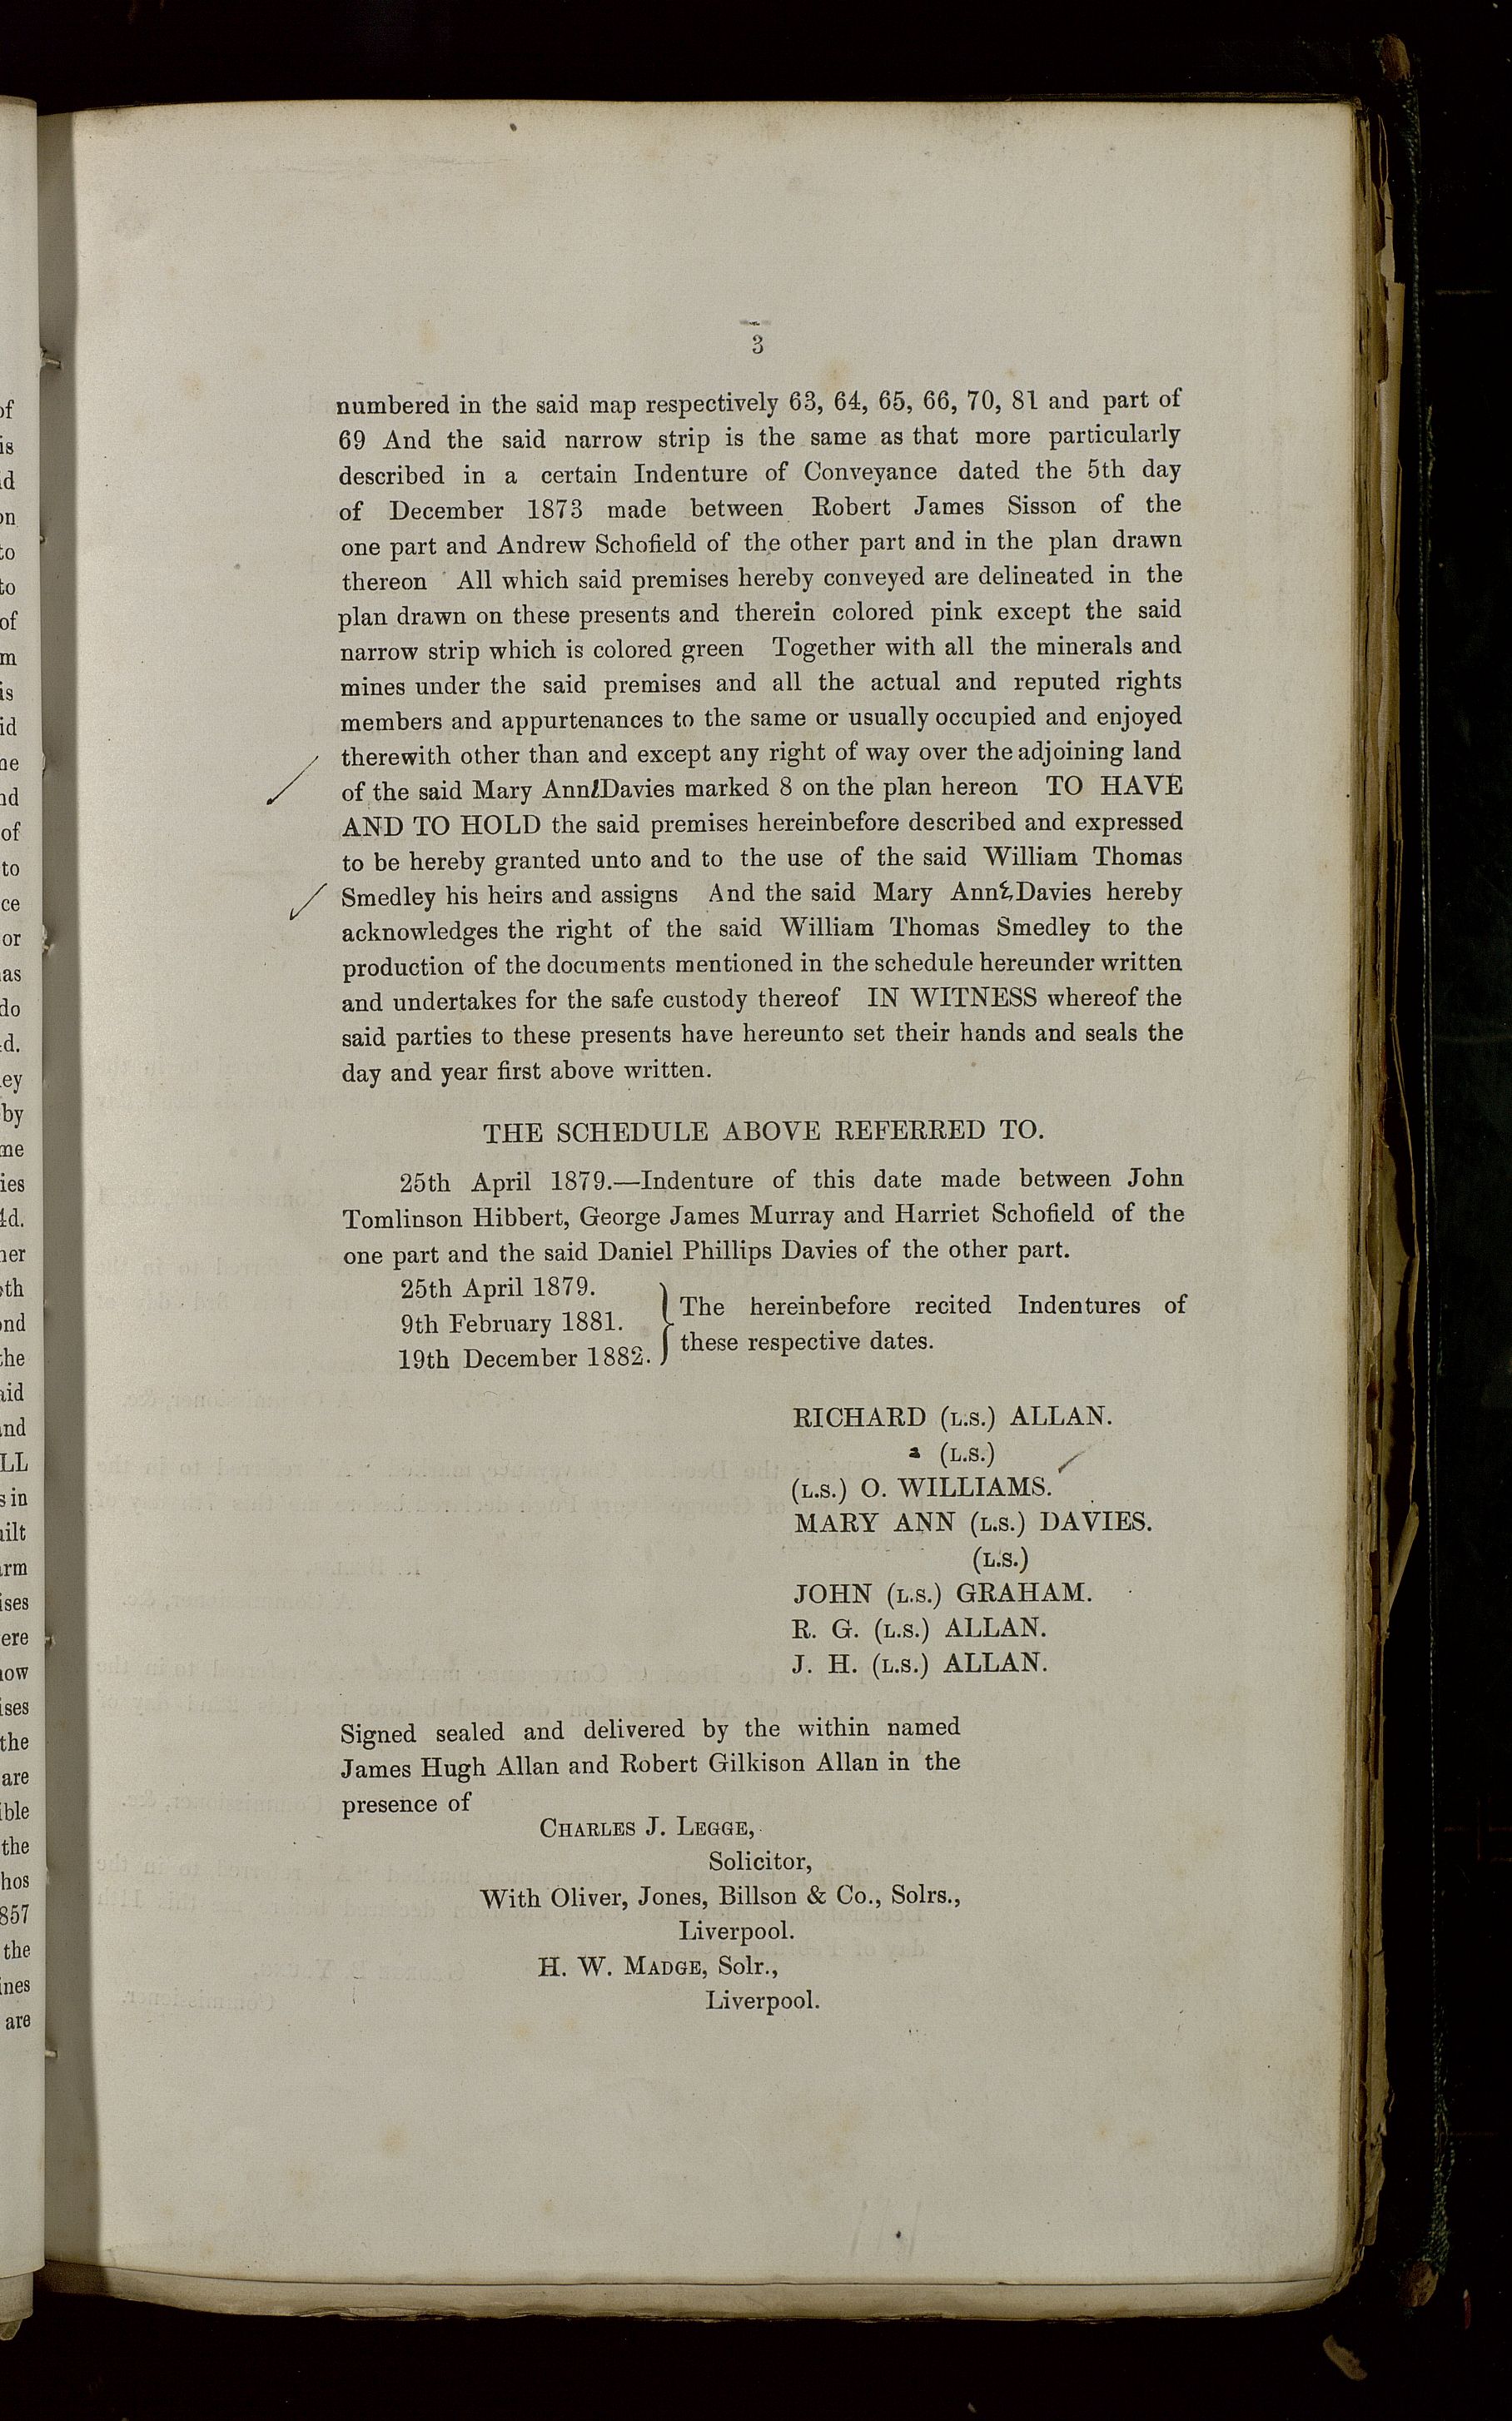 3
numbered in the said map respectively 63, 64, 65, 66, 70, 81 and part of
69 And the said narrow strip is the same as that more particularly
described in a certain Indenture of Conveyance dated the 5th day
of December 1873 made between Robert James Sisson of the
one part and Andrew Schofield of the other part and in the plan drawn
thereon All which said premises hereby conveyed are delineated in the
plan drawn on these presents and therein colored pink except the said
narrow strip which is colored green Together with all the minerals and
mines under the said premises and all the actual and reputed rights
members and appurtenances to the same or usually occupied and enjoyed
therewith other than and except any right of way over the adjoining land
of the said Mary Ann Davies marked 8 on the plan hereon TO HAVE
AND TO HOLD the said premises hereinbefore described and expressed
to be hereby granted unto and to the use of the said William Thomas
Smedley his heirs and assigns And the said Mary Ann Davies hereby
acknowledges the right of the said William Thomas Smedley to the
production of the documents mentioned in the schedule hereunder written
and undertakes for the safe custody thereof IN WITNESS whereof the
said parties to these presents have hereunto set their hands and seals the
day and year first above written.
THE SCHEDULE ABOVE REFERRED TO.
25th April 1879.—Indenture of this date made between John
Tomlinson Hibbert, George James Murray and Harriet Schofield of the
one part and the said Daniel Phillips Davies of the other part.
25th April 1879.
9th February 1881.
19th December 1882.
The hereinbefore recited Indentures of
these respective dates.
RICHARD (L.S.) ALLAN.
(L.S.)
(L.S.) O. WILLIAMS.
MARY ANN (L.S.) DAVIES.
(L.S.)
JOHN (L.S.) GRAHAM.
R. G. (L.S.) ALLAN.
J. H. (L.S.) ALLAN.
Signed sealed and delivered by the within named
James Hugh Allan and Robert Gilkison Allan in the
presence of
CHARLES J. LEGGE,
Solicitor,
With Oliver, Jones, Billson & Co., Solrs.,
Liverpool.
H. W. MADGE, Solr.,
Liverpool.